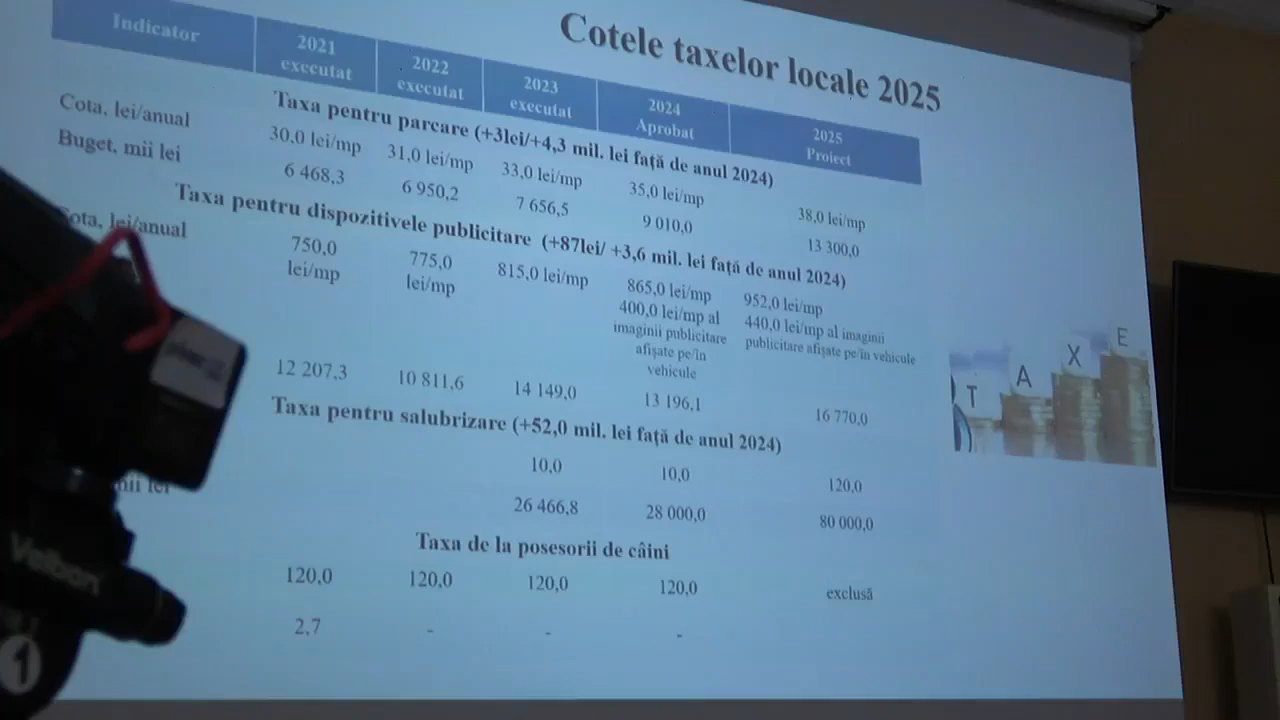 Cotele taxelor locale 2025
Indicator
2021 executat
2022 executat
2023 executat
2024 Aprobat
2025 Proiect
Taxa pentru parcare (+3lei/+4,3 mil. lei față de anul 2024)
Cota, lei/anual 30,0 lei/mp 31,0 lei/mp 33,0 lei/mp 35,0 lei/mp 38,0 lei/mp
Buget, mii lei 6 468,3 6 950,2 7 656,5 9 010,0 13 300,0
Taxa pentru dispozitivele publicitare (+87lei/ +3,6 mil. lei față de anul 2024)
lei/anual
750,0 lei/mp
775,0 lei/mp
815,0 lei/mp
865,0 lei/mp
400,0 lei/mp al
imaginii publicitare
afișate pe/în
vehicule
952,0 lei/mp
440,0 lei/mp al imaginii
publicitare afișate pe/în vehicule
12 207,3 10 811,6 14 149,0 13 196,1 16 770,0
Taxa pentru salubrizare (+52,0 mil. lei față de anul 2024)
10,0 10,0 120,0
mii lei 26 466,8 28 000,0 80 000,0
Taxa de la posesorii de câini
120,0 120,0 120,0 120,0 exclusă
2,7 - - -
T A X E
Velbon
1